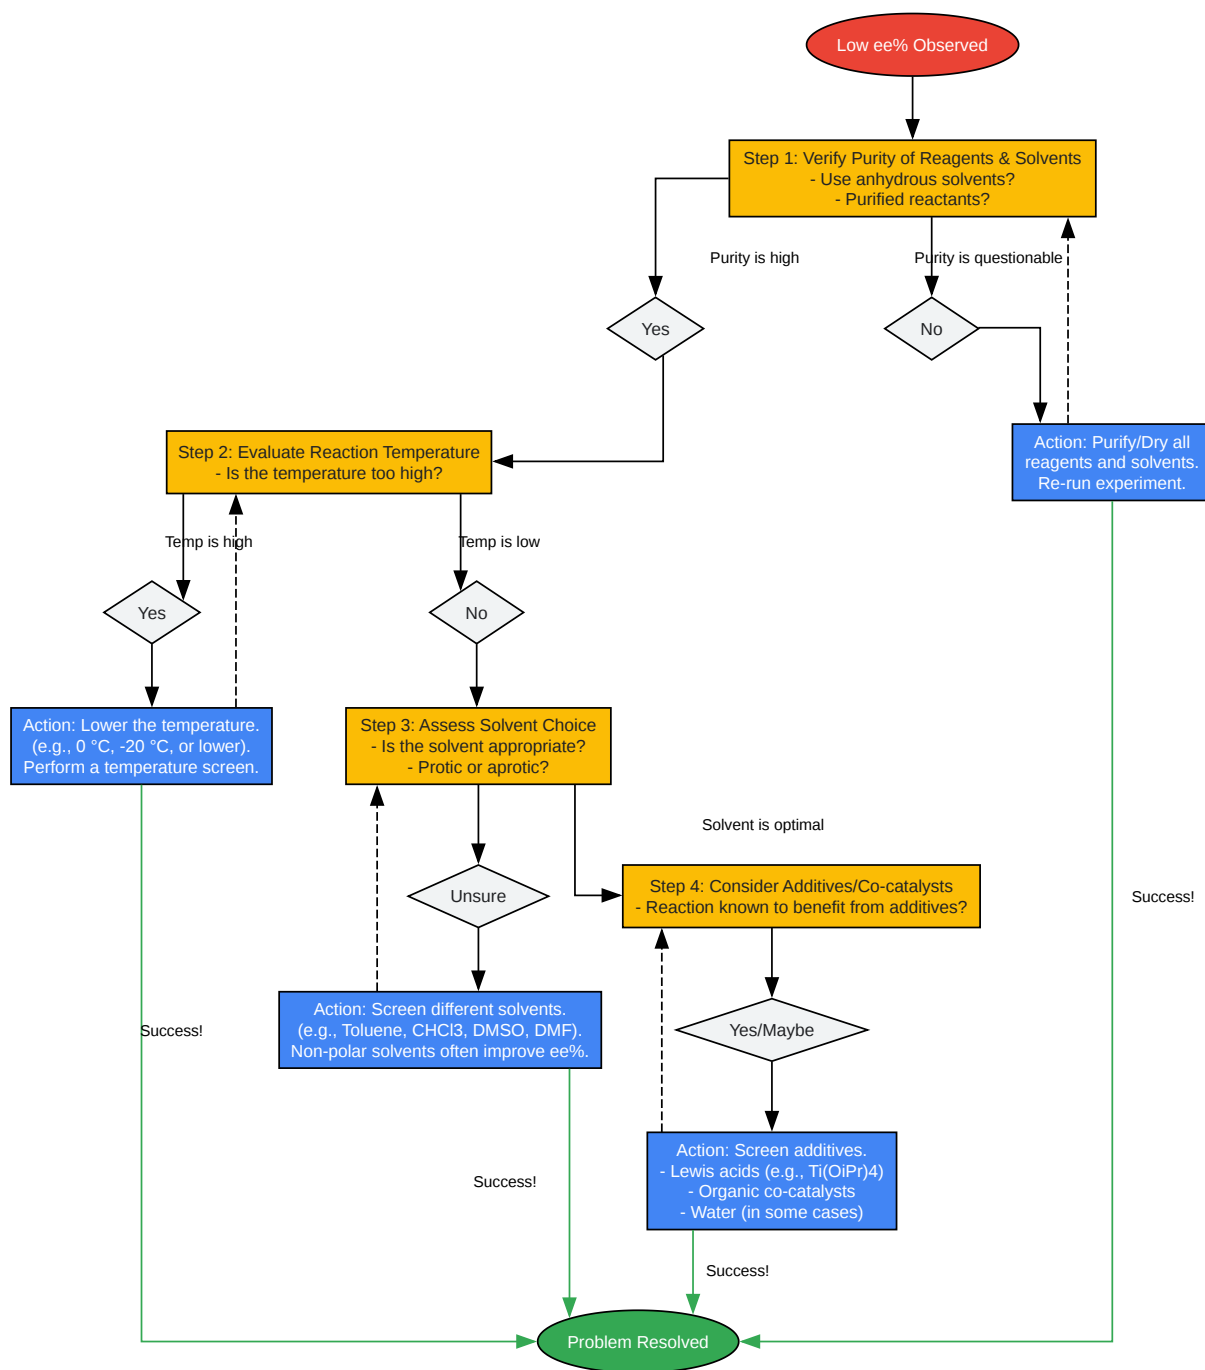 Low ee% Observed
Step 1: Verify Purity of Reagents & Solvents
- Use anhydrous solvents?
- Purified reactants?
Purity is high
Purity is questionable
Yes
No
Step 2: Evaluate Reaction Temperature
- Is the temperature too high?
Action: Purify/Dry all
reagents and solvents.
Re-run experiment.
Temp is high
Temp is low
Yes
No
Action: Lower the temperature.
(e.g., 0 °C, -20 °C, or lower).
Perform a temperature screen.
Step 3: Assess Solvent Choice
- Is the solvent appropriate?
- Protic or aprotic?
Solvent is optimal
Unsure
Step 4: Consider Additives/Co-catalysts
- Reaction known to benefit from additives?
Success!
Action: Screen different solvents.
(e.g., Toluene, CHCl3, DMSO, DMF).
Non-polar solvents often improve ee%.
Success!
Yes/Maybe
Action: Screen additives.
- Lewis acids (e.g., Ti(OiPr)4)
- Organic co-catalysts
- Water (in some cases)
Success!
Success!
Problem Resolved